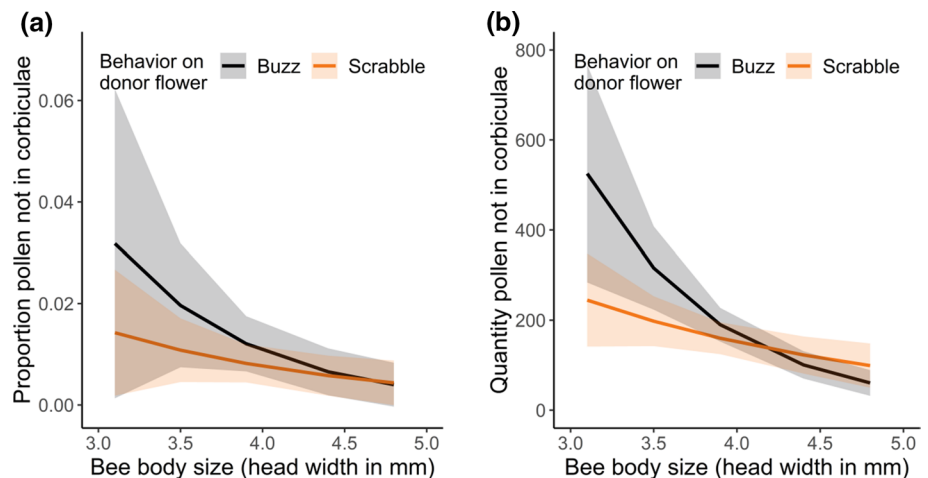 (a)
Behavior on
donor flower
Buzz
Scrabble
Proportion pollen not in corbiculae
0.06
0.04
0.02
0.00
3.0
3.5
4.0
4.5
5.0
Bee body size (head width in mm)
(b)
Behavior on
donor flower
Buzz
Scrabble
Quantity pollen not in corbiculae
800
600
400
200
0
3.0
3.5
4.0
4.5
5.0
Bee body size (head width in mm)